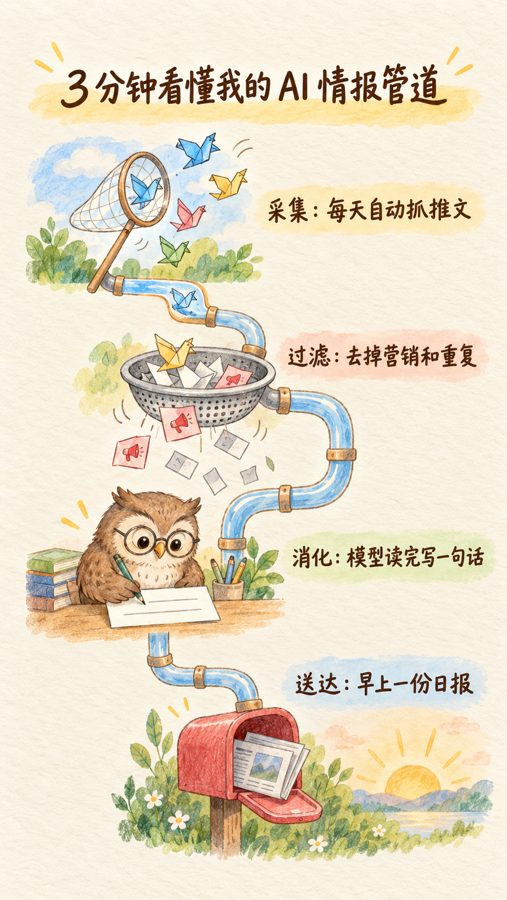 3分钟看懂我的AI情报管道
采集：每天自动抓推文
过滤：去掉营销和重复
消化：模型读完写一句话
送达：早上一份日报